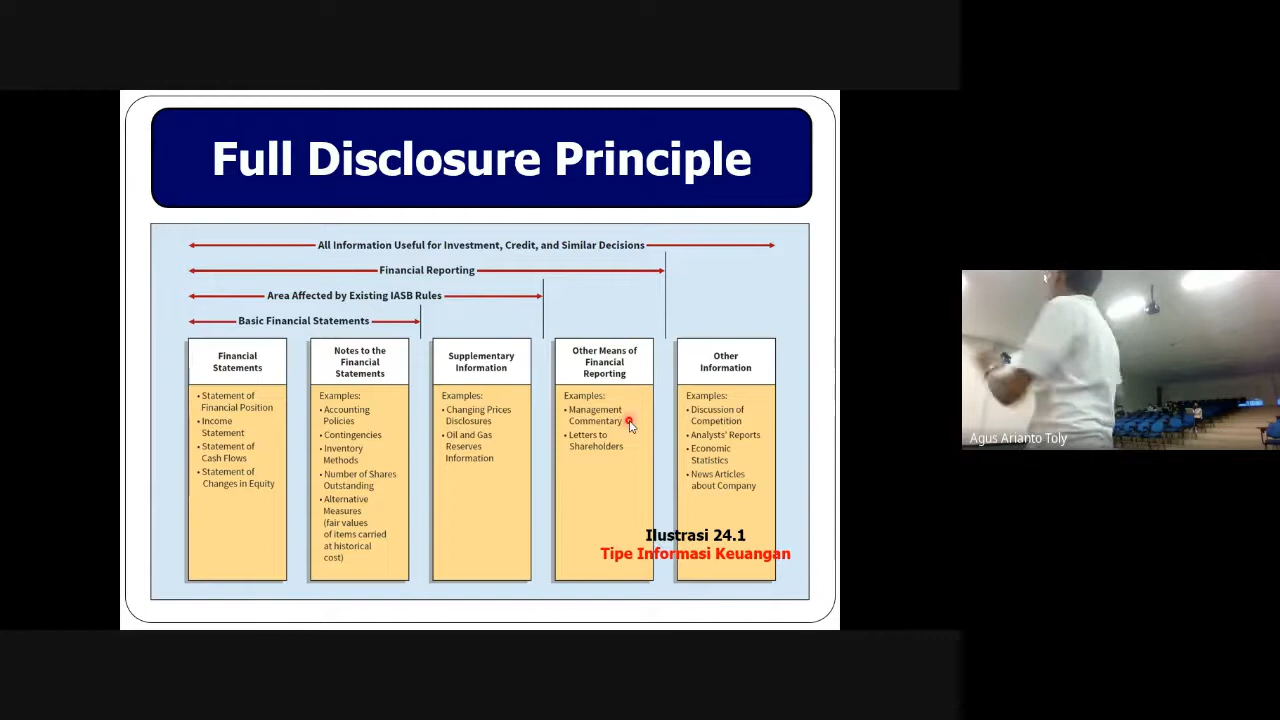 Full Disclosure Principle
All Information Useful for Investment, Credit, and Similar Decisions
Financial Reporting
Area Affected by Existing IASB Rules
Basic Financial Statements
Financial
Statements
• Statement of
Financial Position
• Income
Statement
• Statement of
Cash Flows
• Statement of
Changes in Equity
Notes to the
Financial
Statements
Examples:
• Accounting
Policies
• Contingencies
• Inventory
Methods
• Number of Shares
Outstanding
• Alternative
Measures
(fair values
of items carried
at historical
cost)
Supplementary
Information
Examples:
• Changing Prices
Disclosures
• Oil and Gas
Reserves
Information
Other Means of
Financial
Reporting
Examples:
• Management
Commentary
• Letters to
Shareholders
Other
Information
Examples:
• Discussion of
Competition
• Analysts' Reports
• Economic
Statistics
• News Articles
about Company
Ilustrasi 24.1
Tipe Informasi Keuangan
Agus Arianto Toly